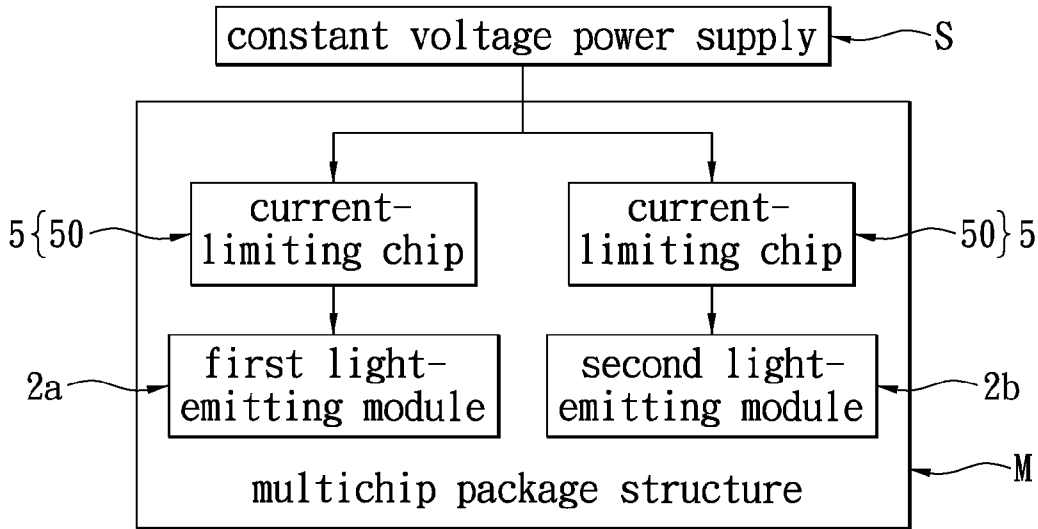 constant voltage power supply
S
current-
limiting chip
current-
limiting chip
5{50
50}5
first light-
emitting module
second light-
emitting module
2a
2b
multichip package structure
M